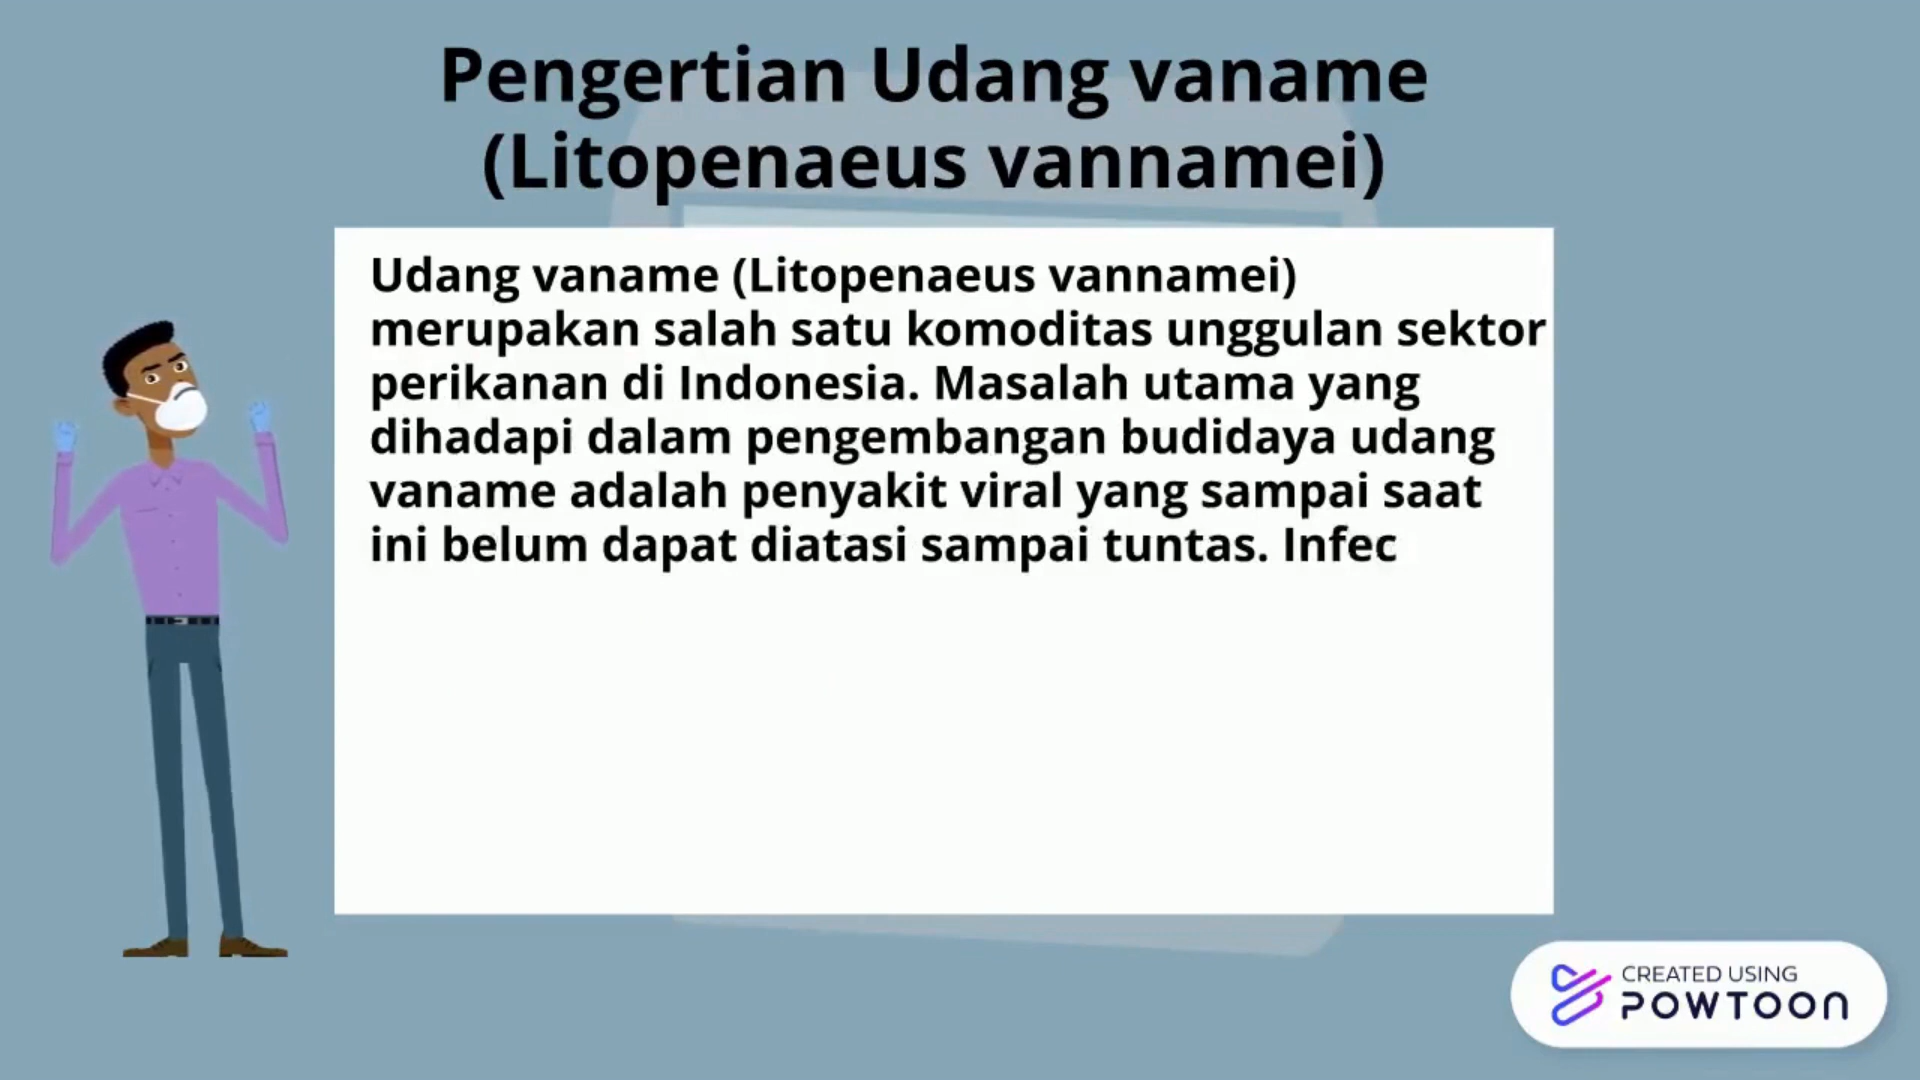 Pengertian Udang vaname
(Litopenaeus vannamei)
Udang vaname (Litopenaeus vannamei)
merupakan salah satu komoditas unggulan sektor
perikanan di Indonesia. Masalah utama yang
dihadapi dalam pengembangan budidaya udang
vaname adalah penyakit viral yang sampai saat
ini belum dapat diatasi sampai tuntas. Infec
CREATED USING
POWTOON